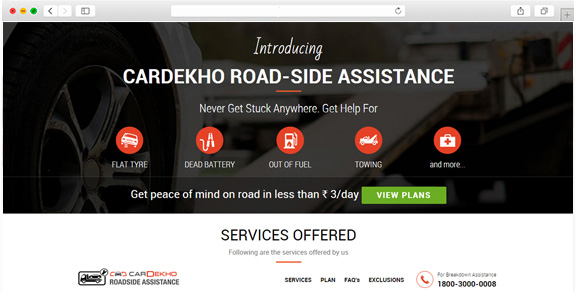 Introducing
CARDEKHO ROAD-SIDE ASSISTANCE
Never Get Stuck Anywhere. Get Help For
FLAT TYRE DEAD BATTERY OUT OF FUEL TOWING and more...
Get peace of mind on road in less than ₹ 3/day VIEW PLANS
SERVICES OFFERED
Following are the services offered by us
CARDEKHO
ROADSIDE ASSISTANCE
SERVICES PLAN FAQ's EXCLUSIONS
For Breakdown Assistance
1800-3000-0008